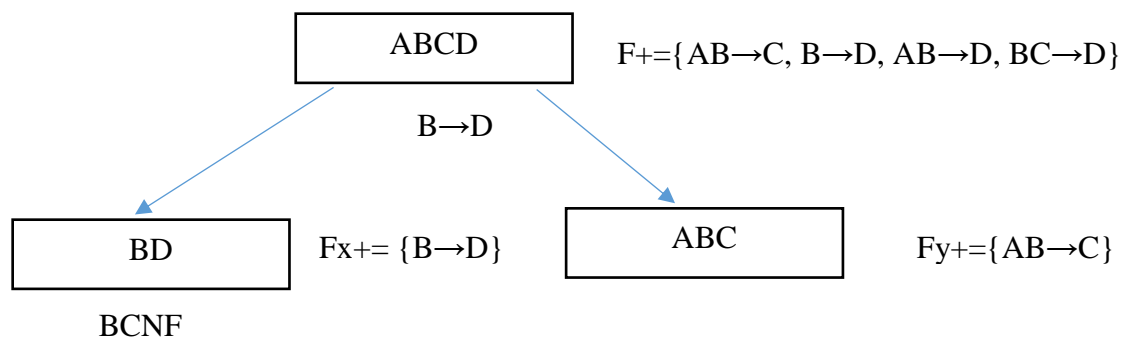 ABCD
F+={AB→C, B→D, AB→D, BC→D}
B→D
BD
Fx+= {B→D}
ABC
Fy+={AB→C}
BCNF